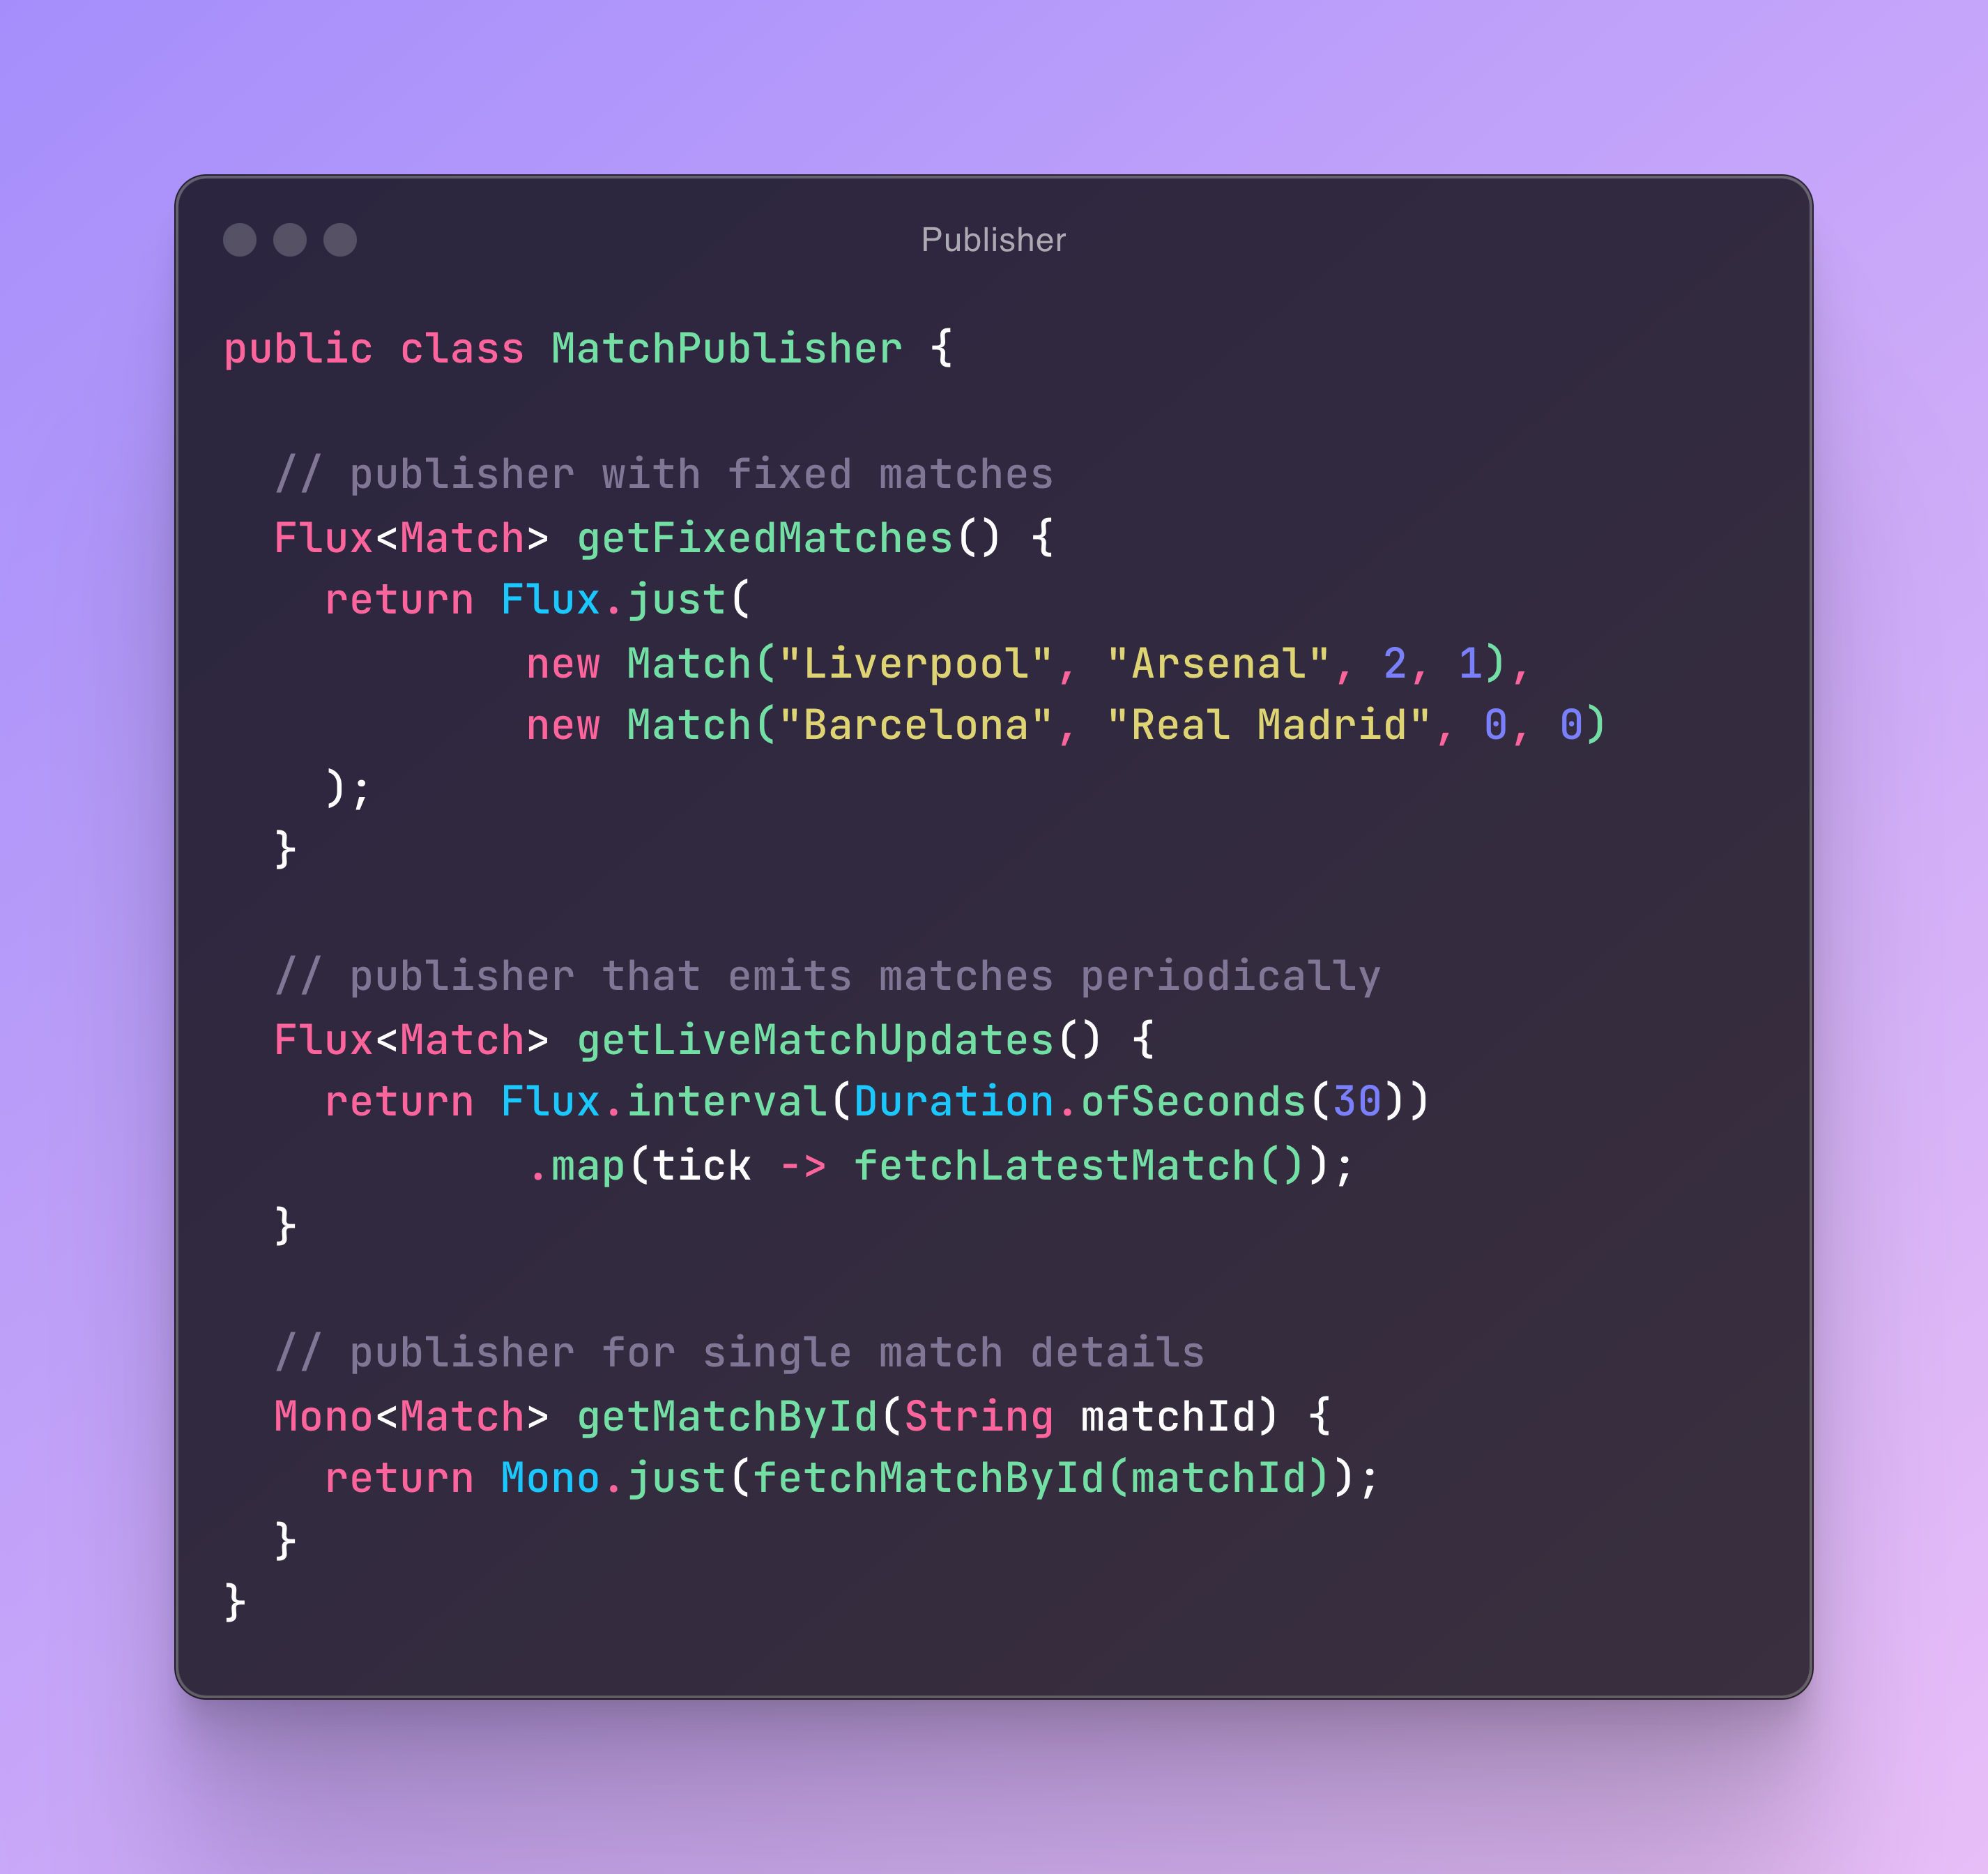 Publisher
public class MatchPublisher {
  // publisher with fixed matches
  Flux<Match> getFixedMatches() {
    return Flux.just(
            new Match("Liverpool", "Arsenal", 2, 1),
            new Match("Barcelona", "Real Madrid", 0, 0)
    );
  }
  // publisher that emits matches periodically
  Flux<Match> getLiveMatchUpdates() {
    return Flux.interval(Duration.ofSeconds(30))
            .map(tick -> fetchLatestMatch());
  }
  // publisher for single match details
  Mono<Match> getMatchById(String matchId) {
    return Mono.just(fetchMatchById(matchId));
  }
}